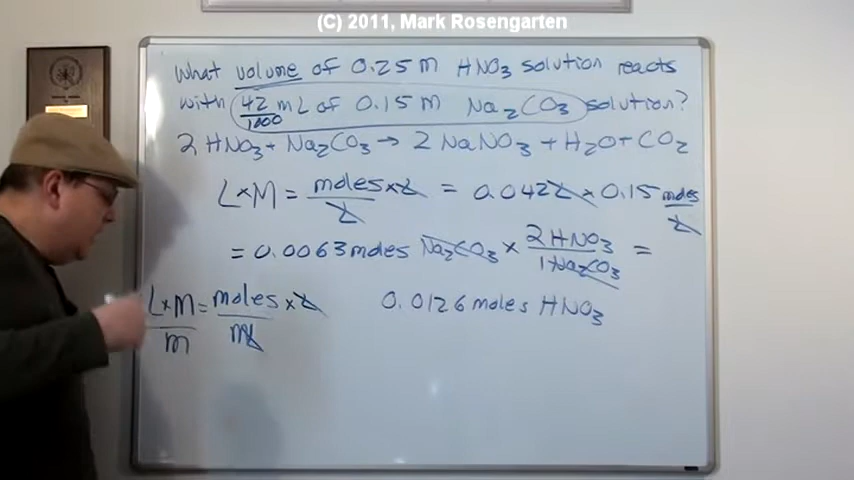 (C) 2011, Mark Rosengarten
What volume of 0.25 M HNO₃ solution reacts
with 42 mL of 0.15 M Na₂CO₃ solution?
1000
2 HNO₃ + Na₂CO₃ → 2 NaNO₃ + H₂O + CO₂
L×M = moles/L × L = 0.042L × 0.15 moles/L
= 0.0063 moles Na₂CO₃ × 2 HNO₃/1 Na₂CO₃ =
L×M/M = moles/M × L 0.0126 moles HNO₃